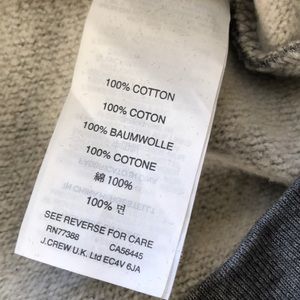 100% COTTON
100% COTON
100% BAUMWOLLE
100% COTONE
綿 100%
100% 면
SEE REVERSE FOR CARE
RN77388 CA56445
J.CREW U.K. Ltd EC4V 6JA